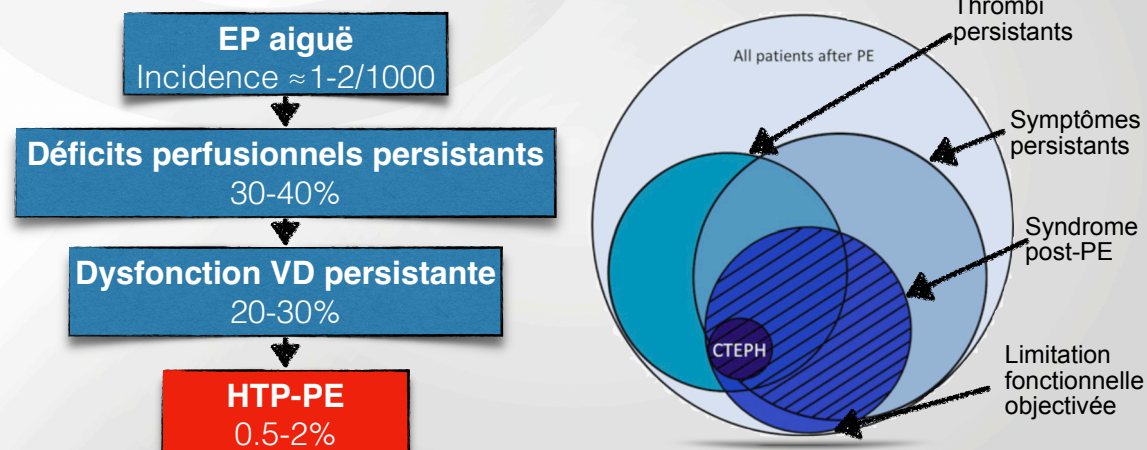 EP aiguë
Incidence ≈1-2/1000
Déficits perfusionnels persistants
30-40%
Dysfonction VD persistante
20-30%
HTP-PE
0.5-2%
Thrombi
persistants
All patients after PE
Symptômes
persistants
Syndrome
post-PE
CTEPH
Limitation
fonctionnelle
objectivée